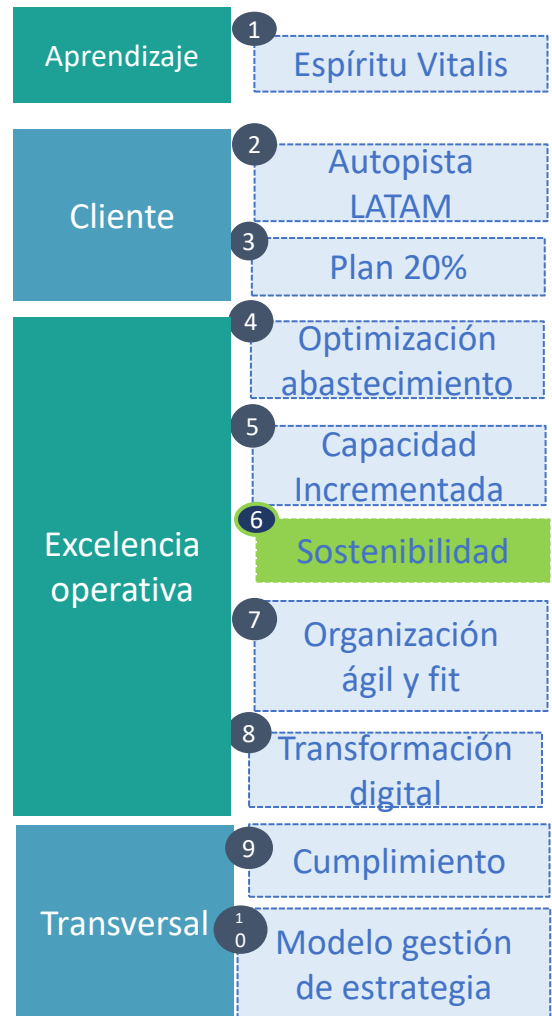 Aprendizaje
1
Espíritu Vitalis
Cliente
2
Autopista
LATAM
3
Plan 20%
Excelencia
operativa
4
Optimización
abastecimiento
5
Capacidad
Incrementada
6
Sostenibilidad
7
Organización
ágil y fit
8
Transformación
digital
Transversal
9
Cumplimiento
1
0
Modelo gestión
de estrategia